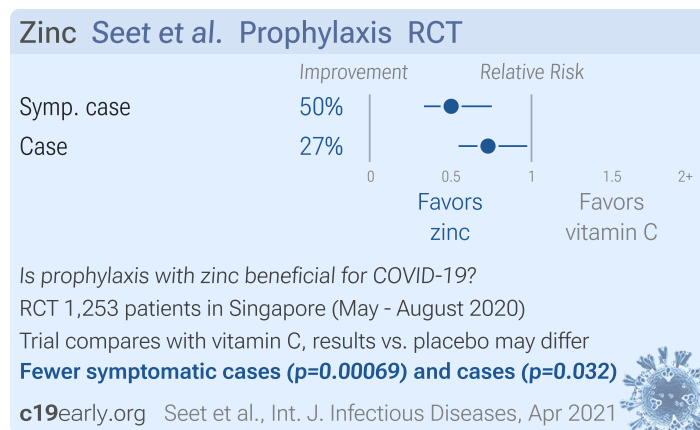 Zinc Seet et al. Prophylaxis RCT
Improvement Relative Risk
Symp. case 50%
Case 27%
0 0.5 1 1.5 2+
Favors zinc Favors vitamin C
Is prophylaxis with zinc beneficial for COVID-19?
RCT 1,253 patients in Singapore (May - August 2020)
Trial compares with vitamin C, results vs. placebo may differ
Fewer symptomatic cases (p=0.00069) and cases (p=0.032)
c19early.org Seet et al., Int. J. Infectious Diseases, Apr 2021